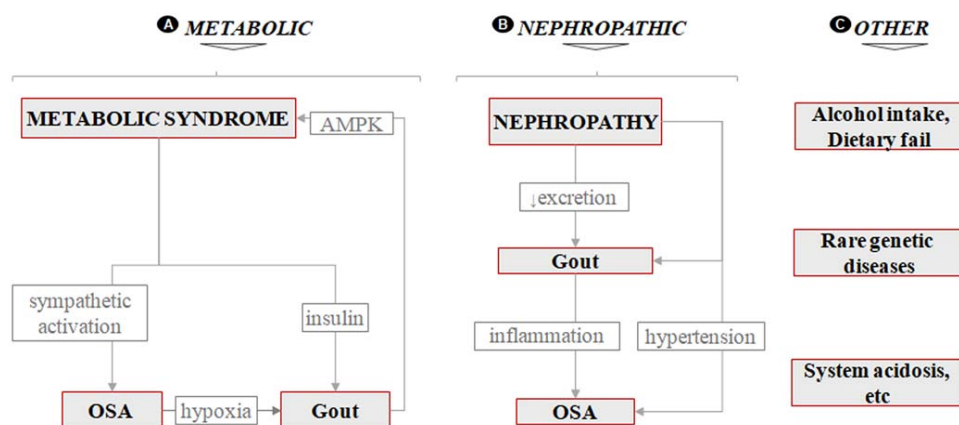 A METABOLIC
B NEPHROPATHIC
C OTHER
METABOLIC SYNDROME
AMPK
sympathetic
activation
insulin
OSA
hypoxia
Gout
NEPHROPATHY
↓excretion
Gout
inflammation
hypertension
OSA
Alcohol intake,
Dietary fail
Rare genetic
diseases
System acidosis,
etc